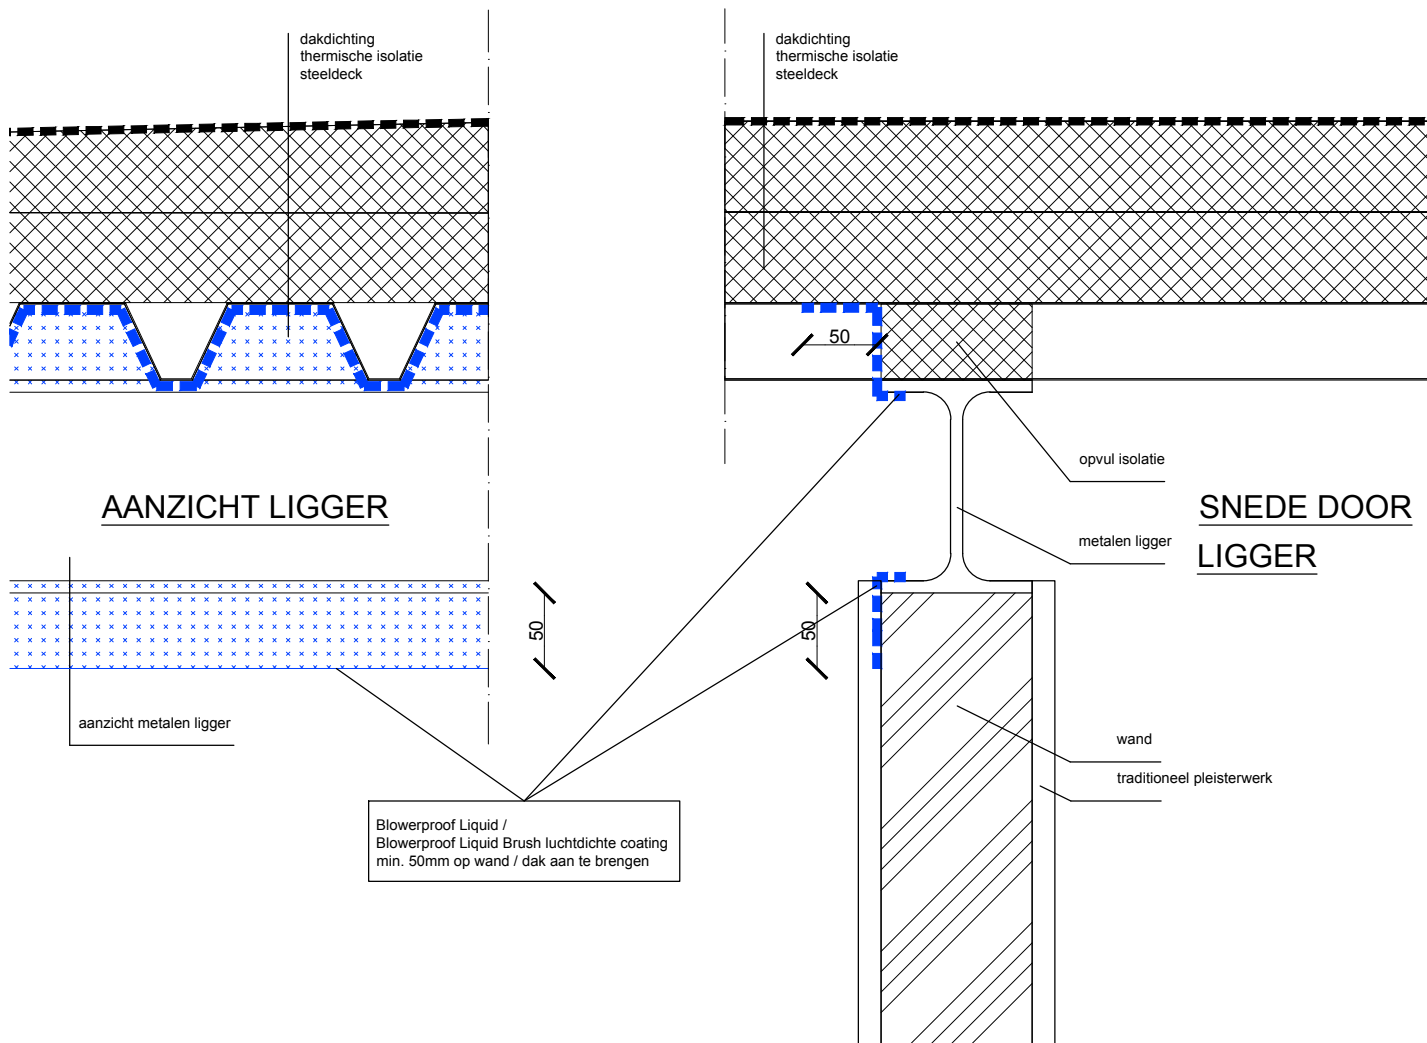 dakdichting
thermische isolatie
steeldeck
dakdichting
thermische isolatie
steeldeck
50
opvul isolatie
AANZICHT LIGGER
SNEDE DOOR
LIGGER
metalen ligger
50
50
aanzicht metalen ligger
wand
traditioneel pleisterwerk
Blowerproof Liquid /
Blowerproof Liquid Brush luchtdichte coating
min. 50mm op wand / dak aan te brengen